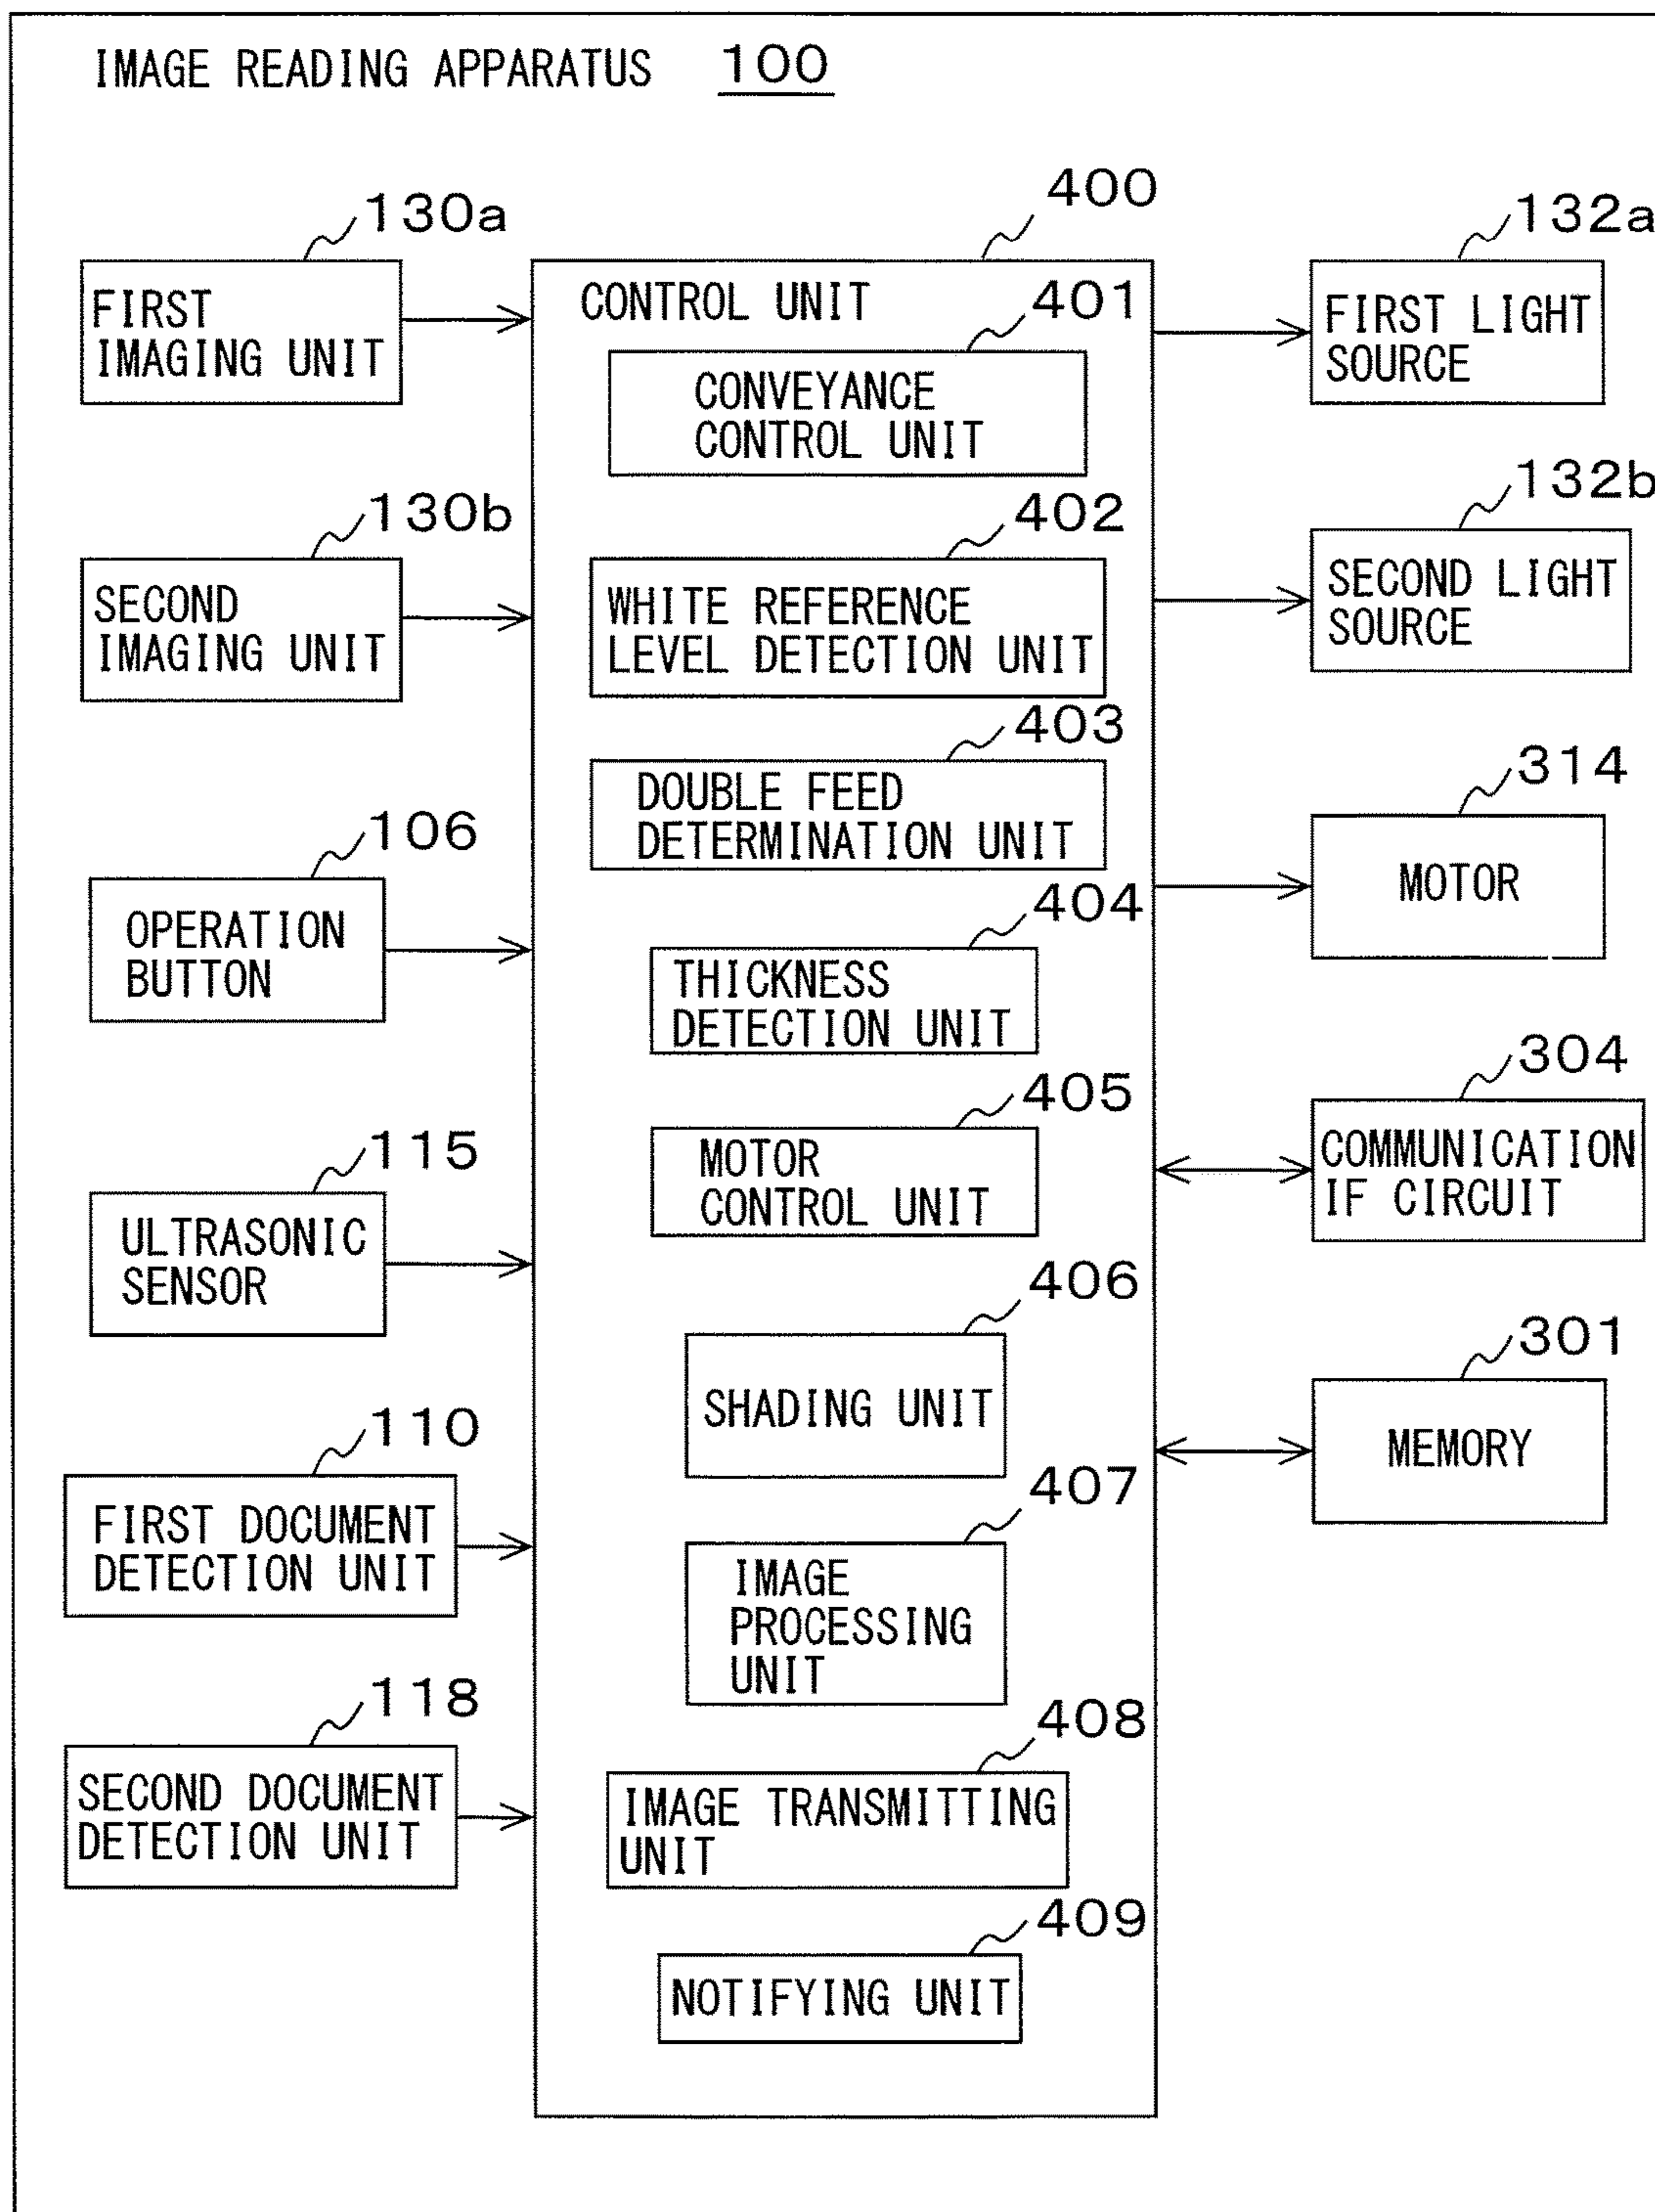 IMAGE READING APPARATUS 100
130a
FIRST
IMAGING UNIT
130b
SECOND
IMAGING UNIT
106
OPERATION
BUTTON
115
ULTRASONIC
SENSOR
110
FIRST DOCUMENT
DETECTION UNIT
118
SECOND DOCUMENT
DETECTION UNIT
400
CONTROL UNIT
401
CONVEYANCE
CONTROL UNIT
402
WHITE REFERENCE
LEVEL DETECTION UNIT
403
DOUBLE FEED
DETERMINATION UNIT
404
THICKNESS
DETECTION UNIT
405
MOTOR
CONTROL UNIT
406
SHADING UNIT
407
IMAGE
PROCESSING
UNIT
408
IMAGE TRANSMITTING
UNIT
409
NOTIFYING UNIT
132a
FIRST LIGHT
SOURCE
132b
SECOND LIGHT
SOURCE
314
MOTOR
304
COMMUNICATION
IF CIRCUIT
301
MEMORY